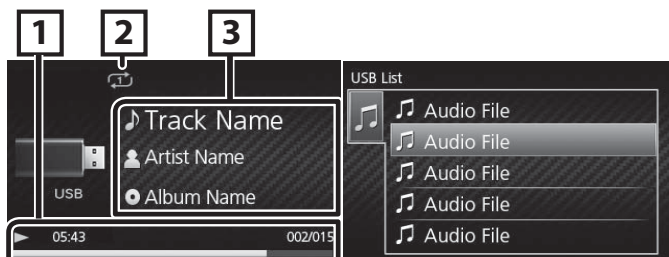 1 2 3
USB List
Track Name
Artist Name
Album Name
USB
05:43 002/015
Audio File
Audio File
Audio File
Audio File
Audio File